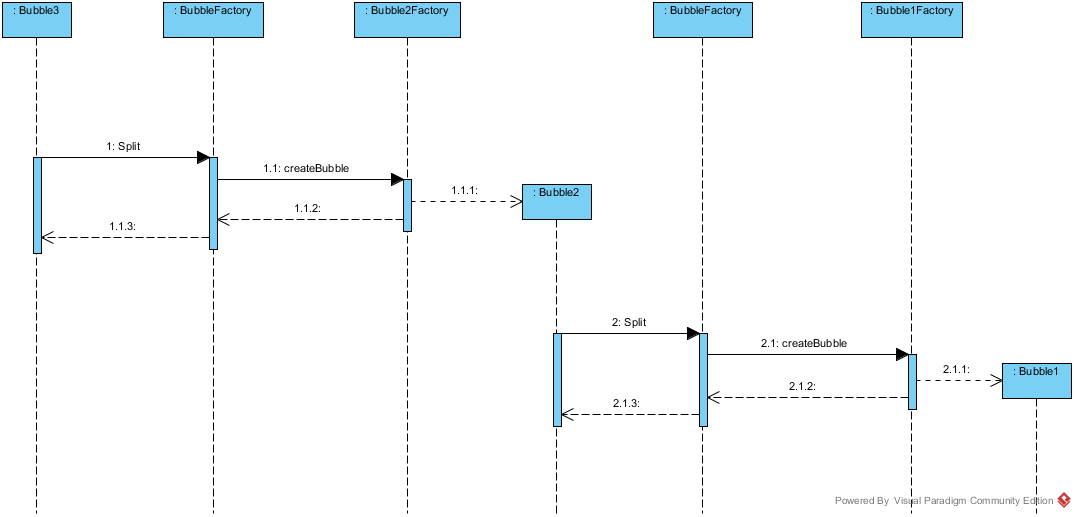 : Bubble3
: BubbleFactory
: Bubble2Factory
: BubbleFactory
: Bubble1Factory
1: Split
1.1: createBubble
1.1.1:
: Bubble2
1.1.2:
1.1.3:
2: Split
2.1: createBubble
2.1.1:
: Bubble1
2.1.2:
2.1.3:
Powered By Visual Paradigm Community Edition